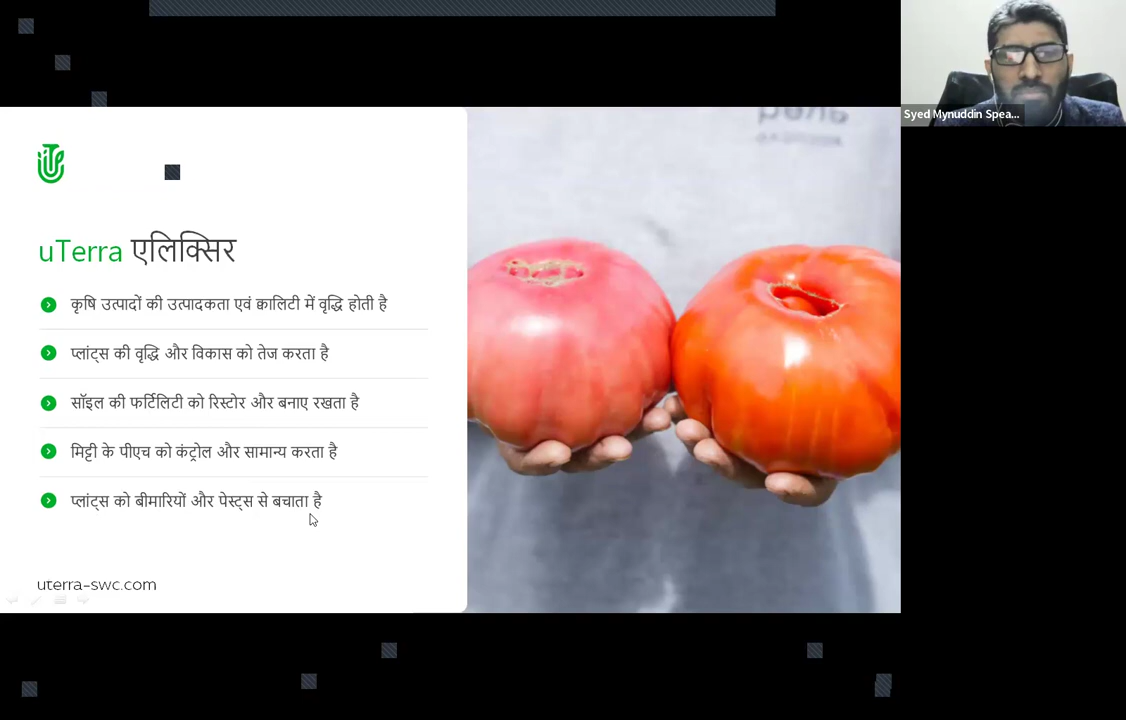 Syed Mynuddin Spea...
uTerra एलिक्सिर
कृषि उत्पादों की उत्पादकता एवं क्वालिटी में वृद्धि होती है
प्लांट्स की वृद्धि और विकास को तेज करता है
सॉइल की फर्टिलिटी को रिस्टोर और बनाए रखता है
मिट्टी के पीएच को कंट्रोल और सामान्य करता है
प्लांट्स को बीमारियों और पेस्ट्स से बचाता है
uterra-swc.com